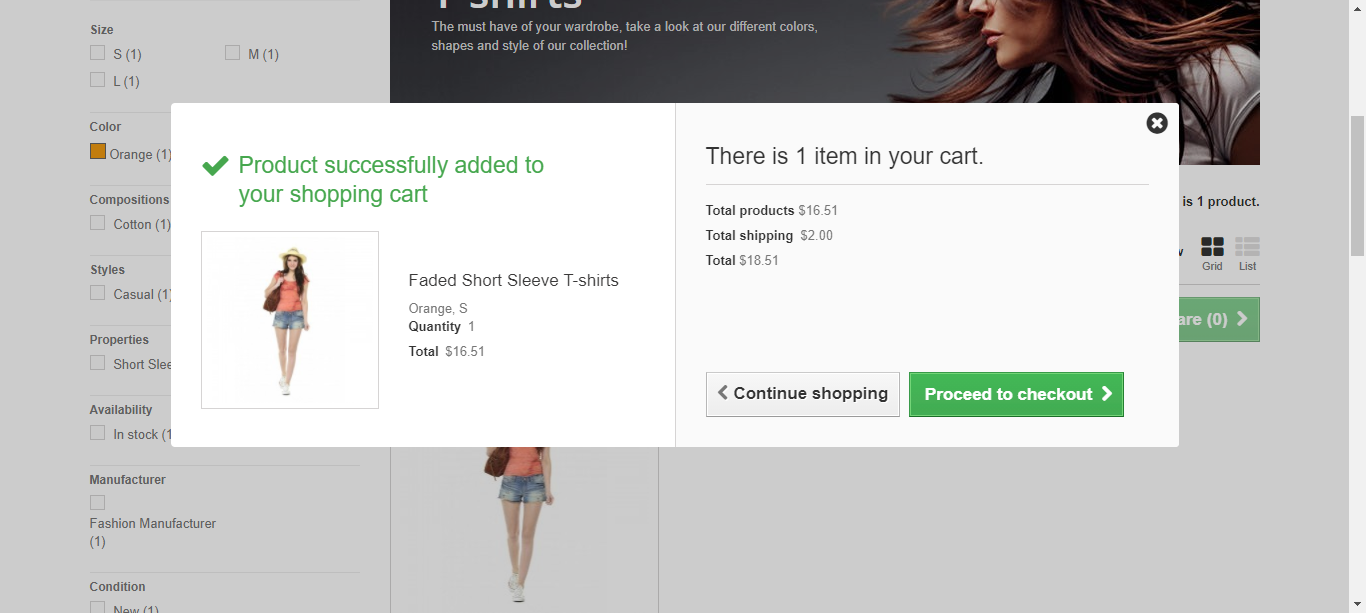 T-shirts
The must have of your wardrobe, take a look at our different colors,
shapes and style of our collection!
Size
S (1)
M (1)
L (1)
Color
Orange (1)
Compositions
Cotton (1)
Styles
Casual (1)
Properties
Short Slee
Availability
In stock (1
Manufacturer
Fashion Manufacturer
(1)
Condition
New (1)
Product successfully added to
your shopping cart
Faded Short Sleeve T-shirts
Orange, S
Quantity 1
Total $16.51
There is 1 item in your cart.
Total products $16.51
Total shipping $2.00
Total $18.51
Continue shopping
Proceed to checkout
is 1 product.
Grid
List
are (0)